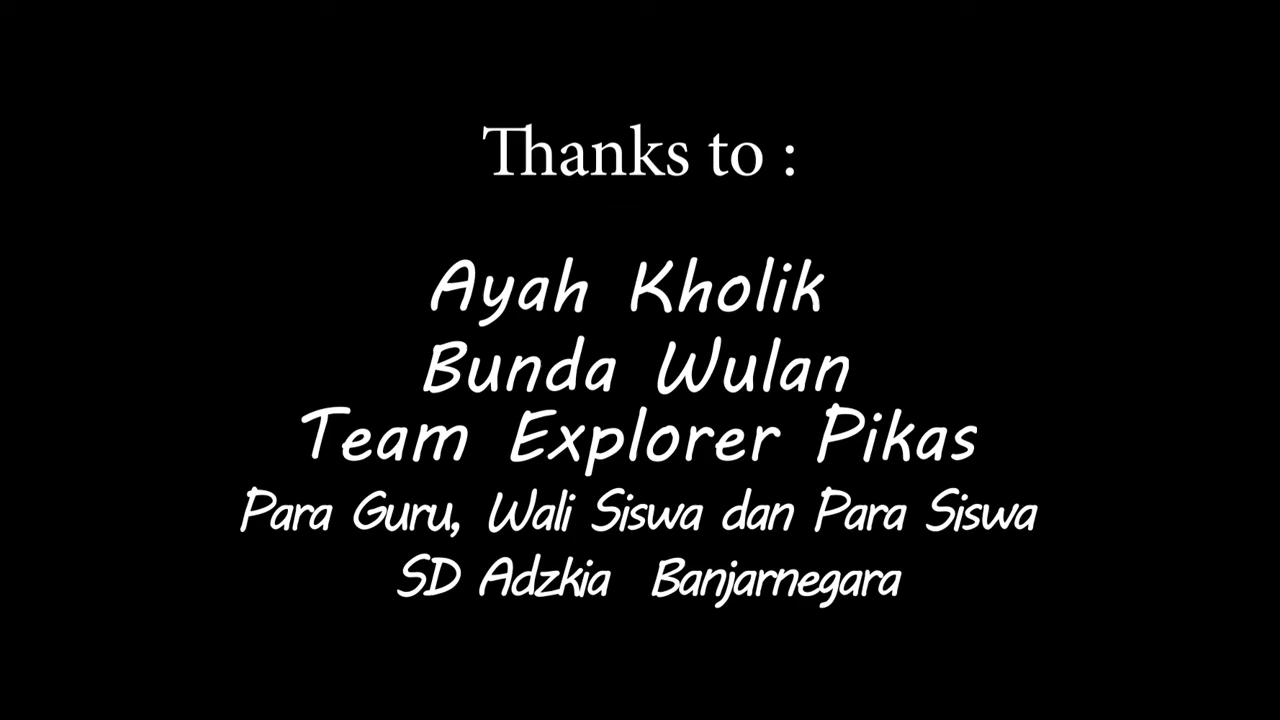 Thanks to :
Ayah Kholik
Bunda Wulan
Team Explorer Pikas
Para Guru, Wali Siswa dan Para Siswa
SD Adzkia Banjarnegara